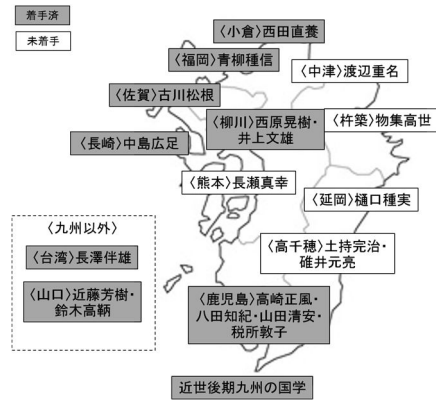 着手済
未着手
〈小倉〉西田直養
〈福岡〉青柳種信
〈中津〉渡辺重名
〈佐賀〉古川松根
〈柳川〉西原晃樹・
井上文雄
〈杵築〉物集高世
〈長崎〉中島広足
〈熊本〉長瀬真幸
〈延岡〉樋口種実
〈高千穂〉土持完治・
碓井元亮
〈九州以外〉
〈台湾〉長澤伴雄
〈山口〉近藤芳樹・
鈴木高鞆
〈鹿児島〉高崎正風・
八田知紀・山田清安・
税所敦子
近世後期九州の国学